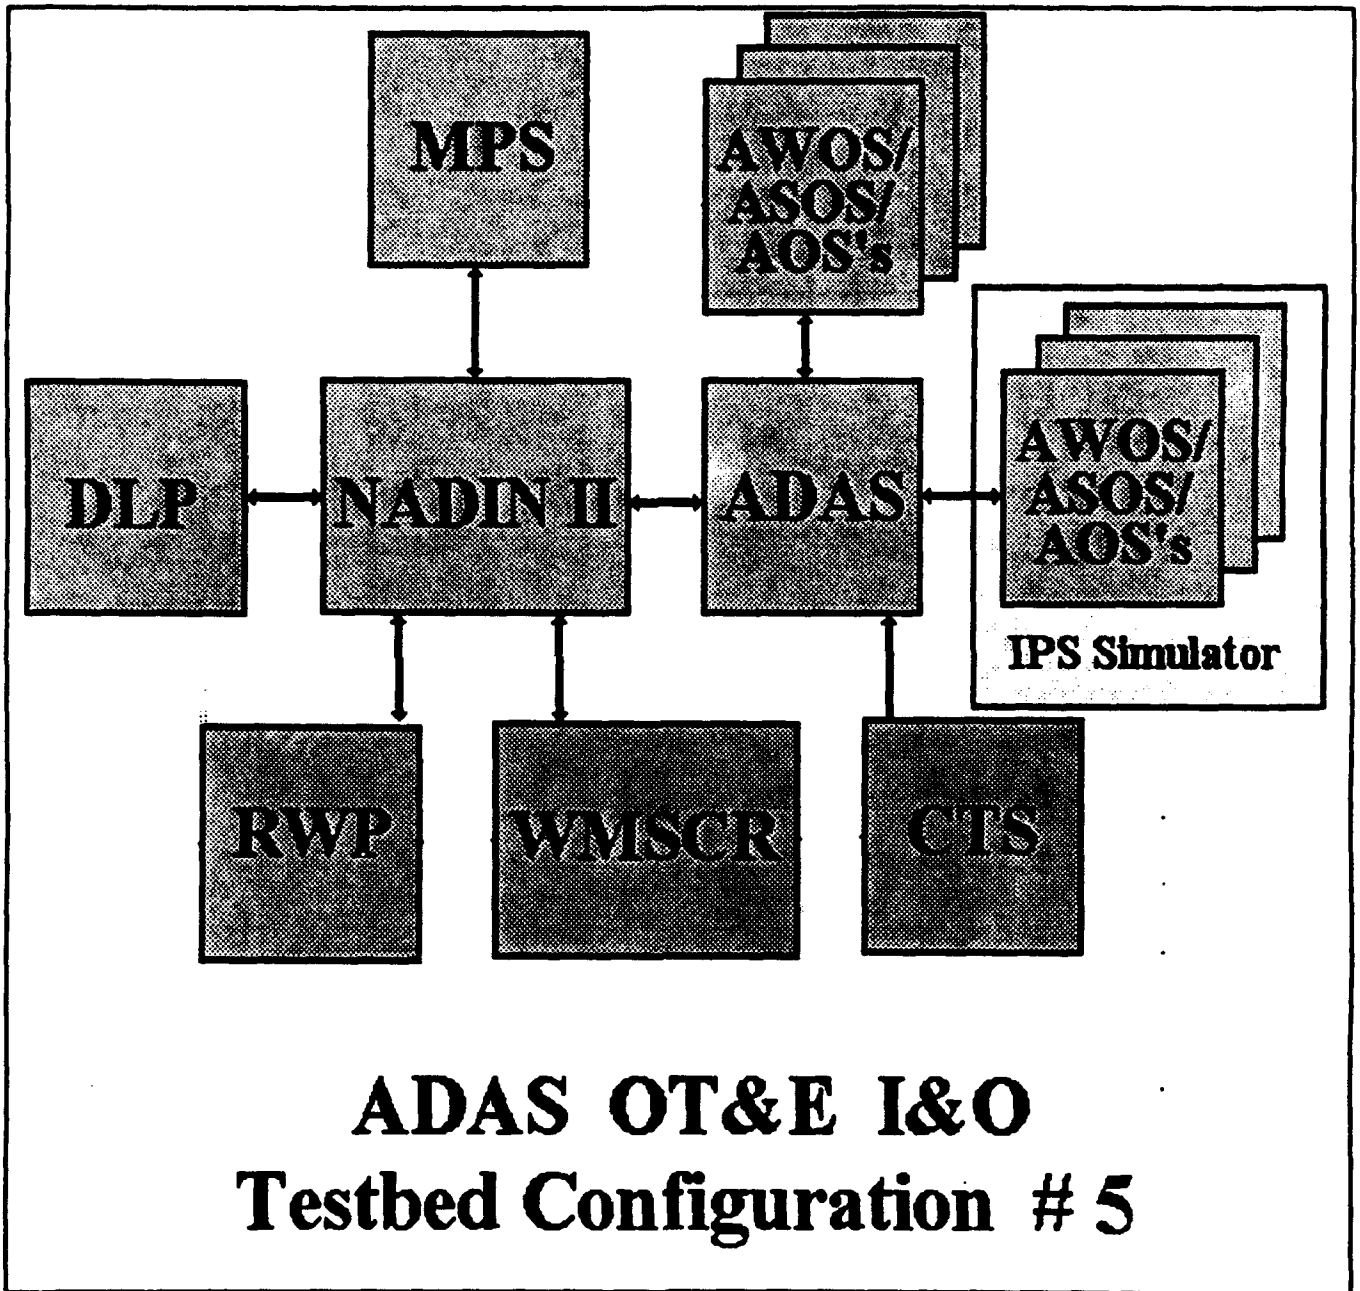 MPS
AWOS/
ASOS/
AOS's
DLP
NADIN II
ADAS
AWOS/
ASOS/
AOS's
IPS Simulator
RWP
WMSCR
CTS
ADAS OT&E I&O
Testbed Configuration # 5